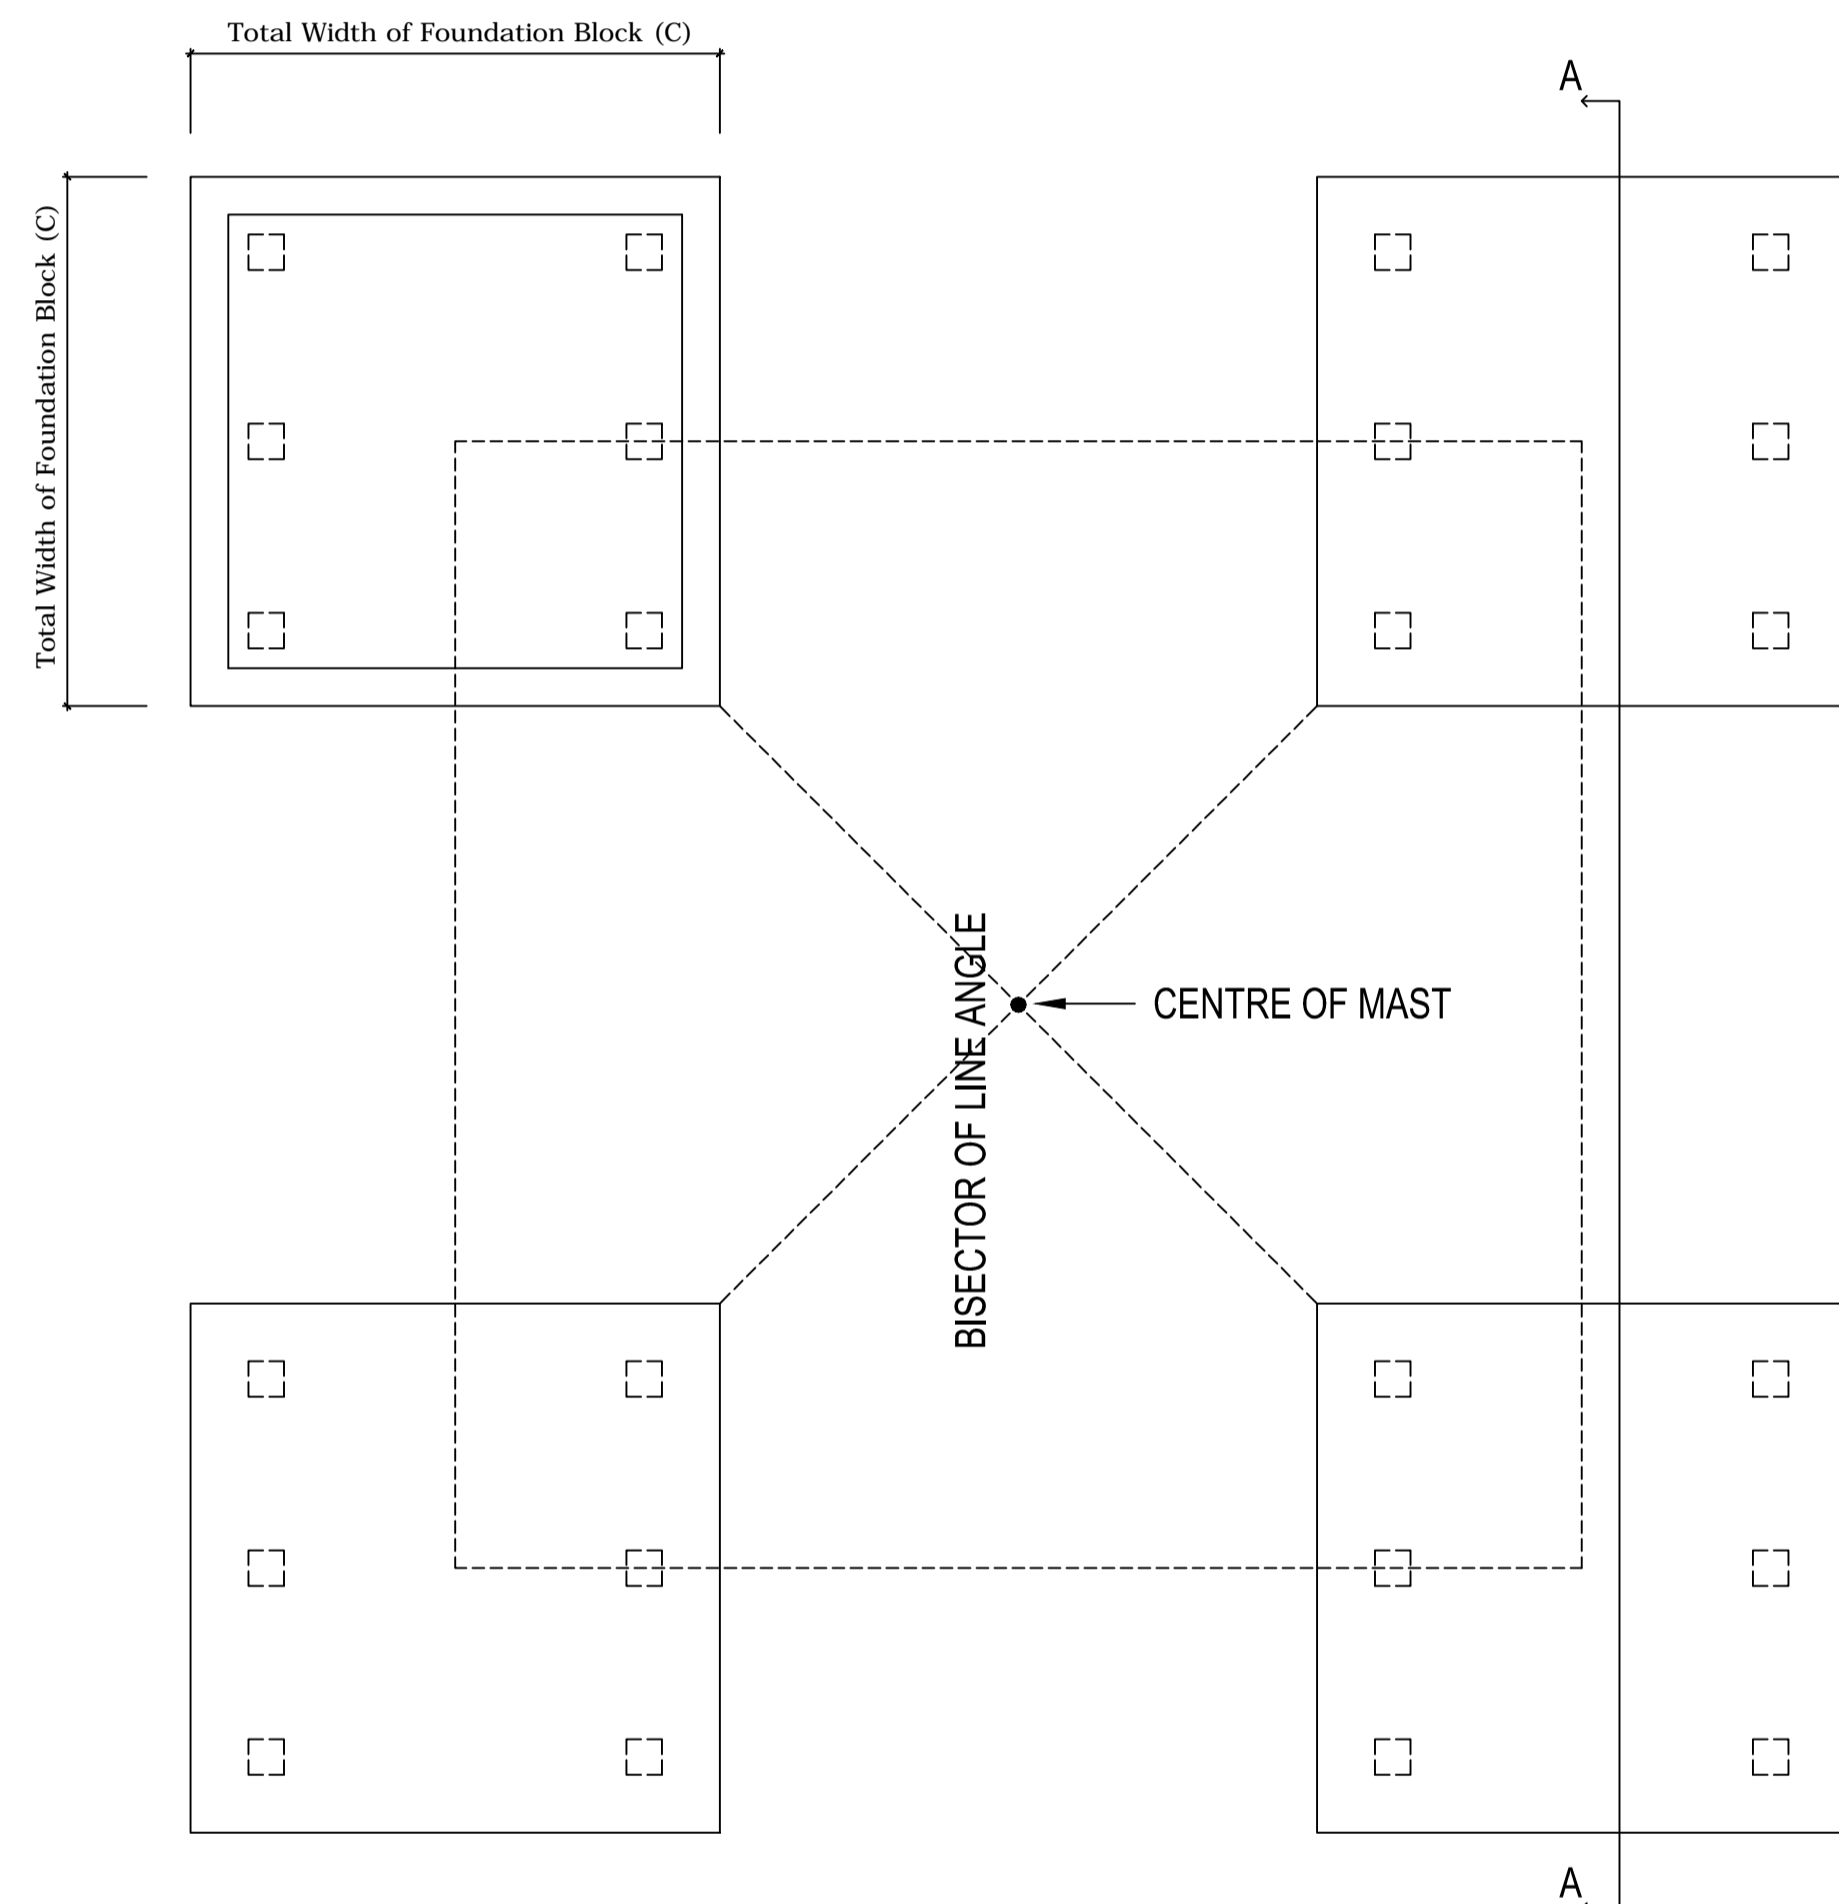 Total Width of Foundation Block (C)
A
Total Width of Foundation Block (C)
BISECTOR OF LINE ANGLE
CENTRE OF MAST
A